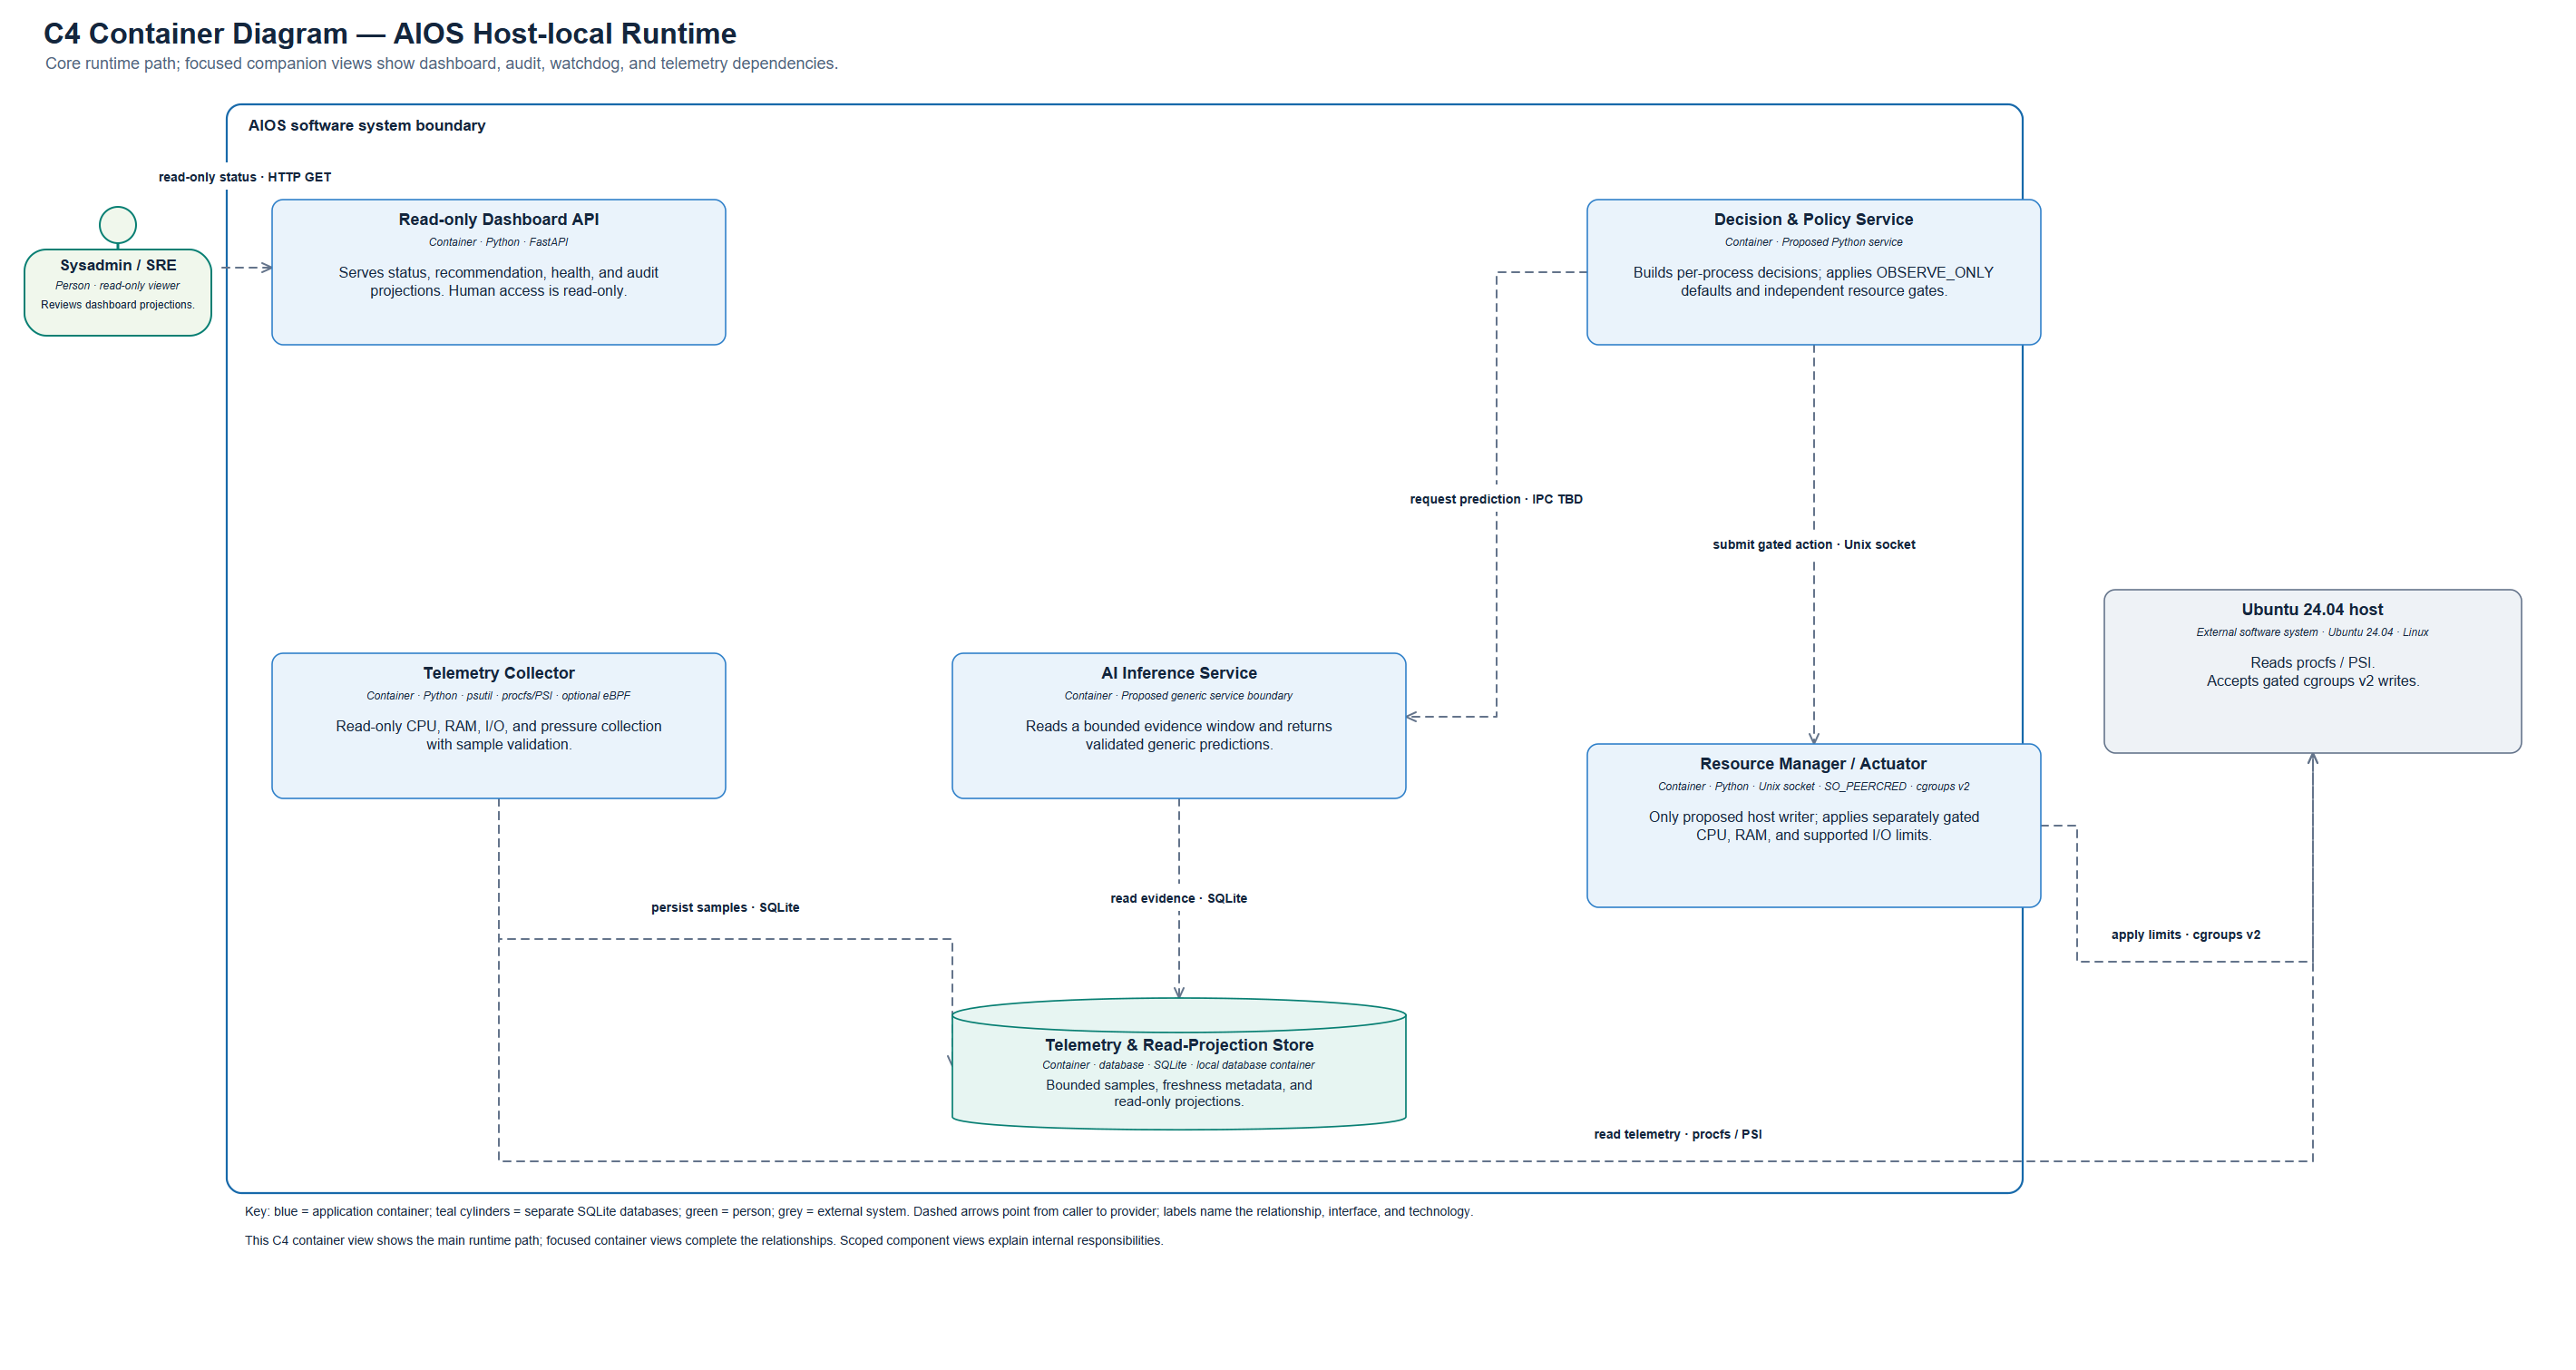 C4 Container Diagram — AIOS Host-local Runtime
Core runtime path; focused companion views show dashboard, audit, watchdog, and telemetry dependencies.
AIOS software system boundary
read-only status · HTTP GET
Sysadmin / SRE
Person · read-only viewer
Reviews dashboard projections.
Read-only Dashboard API
Container · Python · FastAPI
Serves status, recommendation, health, and audit
projections. Human access is read-only.
Decision & Policy Service
Container · Proposed Python service
Builds per-process decisions; applies OBSERVE_ONLY
defaults and independent resource gates.
request prediction · IPC TBD
submit gated action · Unix socket
Ubuntu 24.04 host
External software system · Ubuntu 24.04 · Linux
Reads procfs / PSI.
Accepts gated cgroups v2 writes.
Telemetry Collector
Container · Python · psutil · procfs/PSI · optional eBPF
Read-only CPU, RAM, I/O, and pressure collection
with sample validation.
AI Inference Service
Container · Proposed generic service boundary
Reads a bounded evidence window and returns
validated generic predictions.
Resource Manager / Actuator
Container · Python · Unix socket · SO_PEERCRED · cgroups v2
Only proposed host writer; applies separately gated
CPU, RAM, and supported I/O limits.
persist samples · SQLite
read evidence · SQLite
apply limits · cgroups v2
Telemetry & Read-Projection Store
Container · database · SQLite · local database container
Bounded samples, freshness metadata, and
read-only projections.
read telemetry · procfs / PSI
Key: blue = application container; teal cylinders = separate SQLite databases; green = person; grey = external system. Dashed arrows point from caller to provider; labels name the relationship, interface, and technology.
This C4 container view shows the main runtime path; focused container views complete the relationships. Scoped component views explain internal responsibilities.